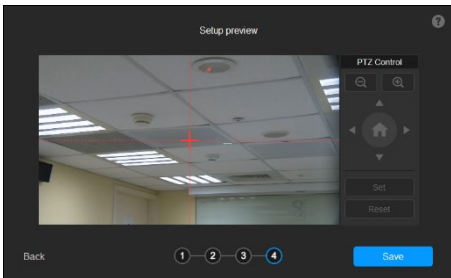 Setup preview
?
PTZ Control
Set
Reset
Back
1
2
3
4
Save